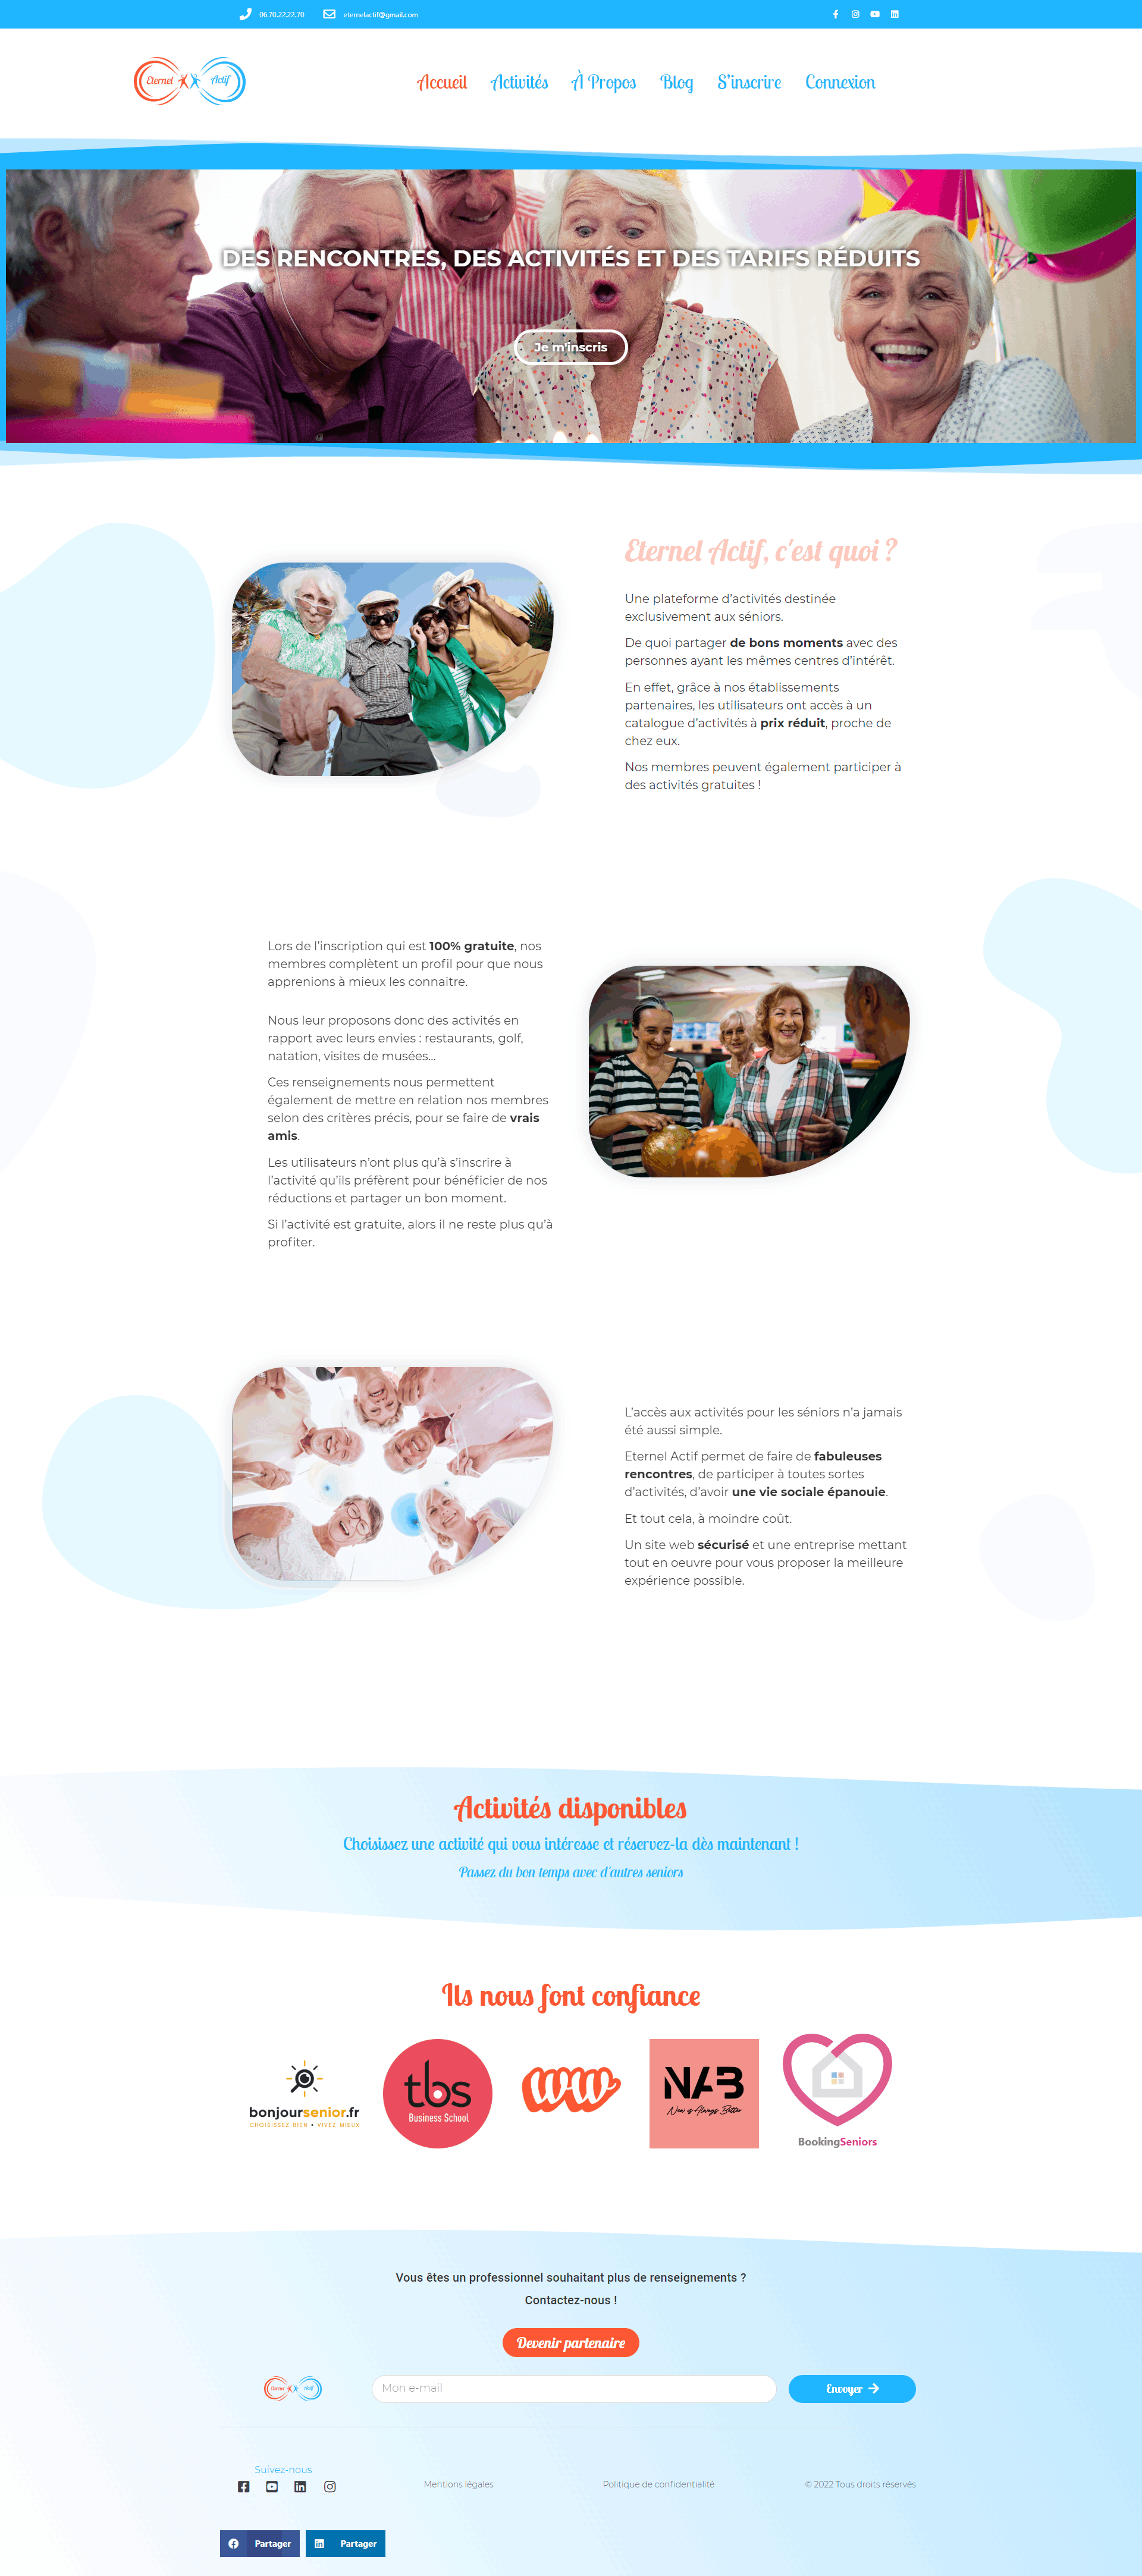 06.70.22.22.70 eternelactif@gmail.com
Eternel Actif
Accueil Activités À Propos Blog S'inscrire Connexion
DES RENCONTRES, DES ACTIVITÉS ET DES TARIFS RÉDUITS
Je m'inscris
Eternel Actif, c'est quoi ?
Une plateforme d'activités destinée
exclusivement aux séniors.
De quoi partager de bons moments avec des
personnes ayant les mêmes centres d'intérêt.
En effet, grâce à nos établissements
partenaires, les utilisateurs ont accès à un
catalogue d'activités à prix réduit, proche de
chez eux.
Nos membres peuvent également participer à
des activités gratuites !
Lors de l'inscription qui est 100% gratuite, nos
membres complètent un profil pour que nous
apprenions à mieux les connaitre.
Nous leur proposons donc des activités en
rapport avec leurs envies : restaurants, golf,
natation, visites de musées...
Ces renseignements nous permettent
également de mettre en relation nos membres
selon des critères précis, pour se faire de vrais
amis.
Les utilisateurs n'ont plus qu'à s'inscrire à
l'activité qu'ils préfèrent pour bénéficier de nos
réductions et partager un bon moment.
Si l'activité est gratuite, alors il ne reste plus qu'à
profiter.
L'accès aux activités pour les séniors n'a jamais
été aussi simple.
Eternel Actif permet de faire de fabuleuses
rencontres, de participer à toutes sortes
d'activités, d'avoir une vie sociale épanouie.
Et tout cela, à moindre coût.
Un site web sécurisé et une entreprise mettant
tout en oeuvre pour vous proposer la meilleure
expérience possible.
Activités disponibles
Choisissez une activité qui vous intéresse et réservez-la dès maintenant !
Passez du bon temps avec d'autres seniors
Ils nous font confiance
bonjoursenior.fr
CHOISISSEZ BIEN • VIVEZ MIEUX
tbs
Business School
NAB
Now is Always Better
BookingSeniors
Vous êtes un professionnel souhaitant plus de renseignements ?
Contactez-nous !
Devenir partenaire
Eternel Actif
Mon e-mail
Envoyer
Suivez-nous
Mentions légales
Politique de confidentialité
© 2022 Tous droits réservés
Partager Partager